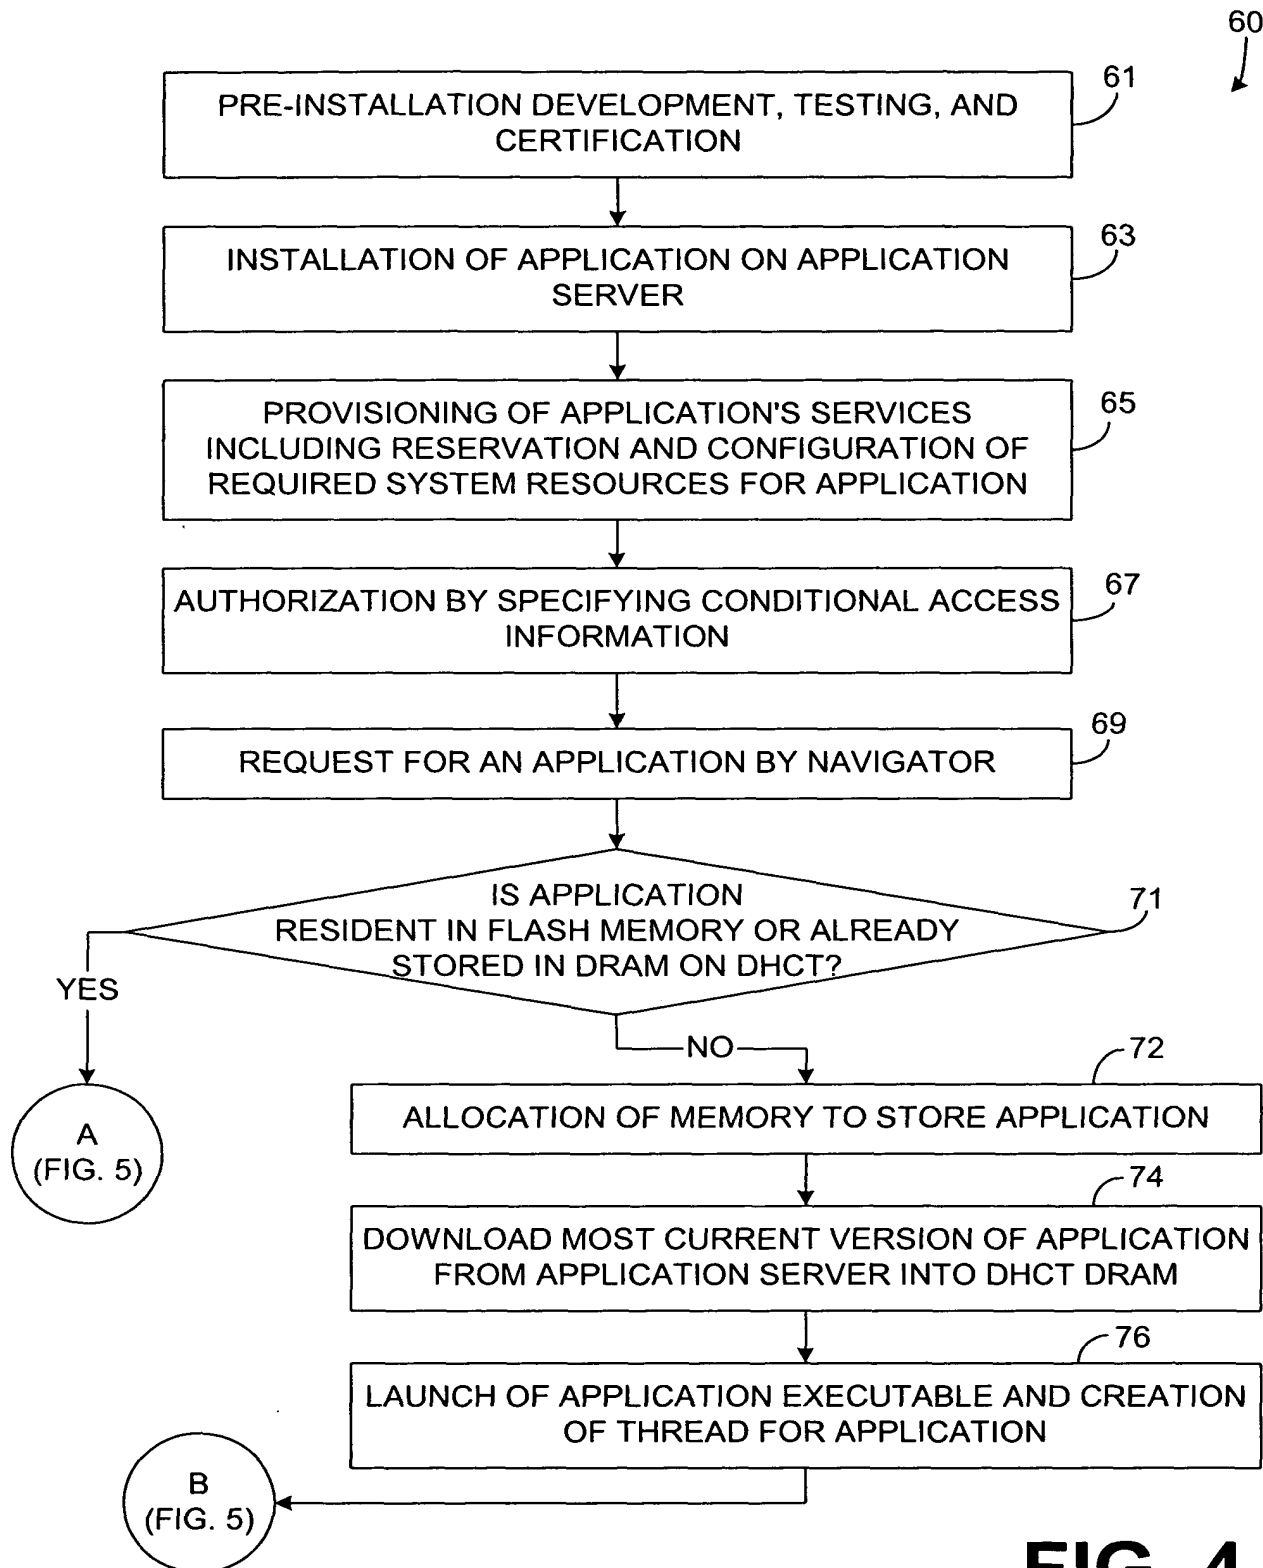 60
PRE-INSTALLATION DEVELOPMENT, TESTING, AND
CERTIFICATION
61
INSTALLATION OF APPLICATION ON APPLICATION
SERVER
63
PROVISIONING OF APPLICATION'S SERVICES
INCLUDING RESERVATION AND CONFIGURATION OF
REQUIRED SYSTEM RESOURCES FOR APPLICATION
65
AUTHORIZATION BY SPECIFYING CONDITIONAL ACCESS
INFORMATION
67
REQUEST FOR AN APPLICATION BY NAVIGATOR
69
IS APPLICATION
RESIDENT IN FLASH MEMORY OR ALREADY
STORED IN DRAM ON DHCT?
71
YES
NO
A
(FIG. 5)
72
ALLOCATION OF MEMORY TO STORE APPLICATION
74
DOWNLOAD MOST CURRENT VERSION OF APPLICATION
FROM APPLICATION SERVER INTO DHCT DRAM
76
LAUNCH OF APPLICATION EXECUTABLE AND CREATION
OF THREAD FOR APPLICATION
B
(FIG. 5)
FIG. 4